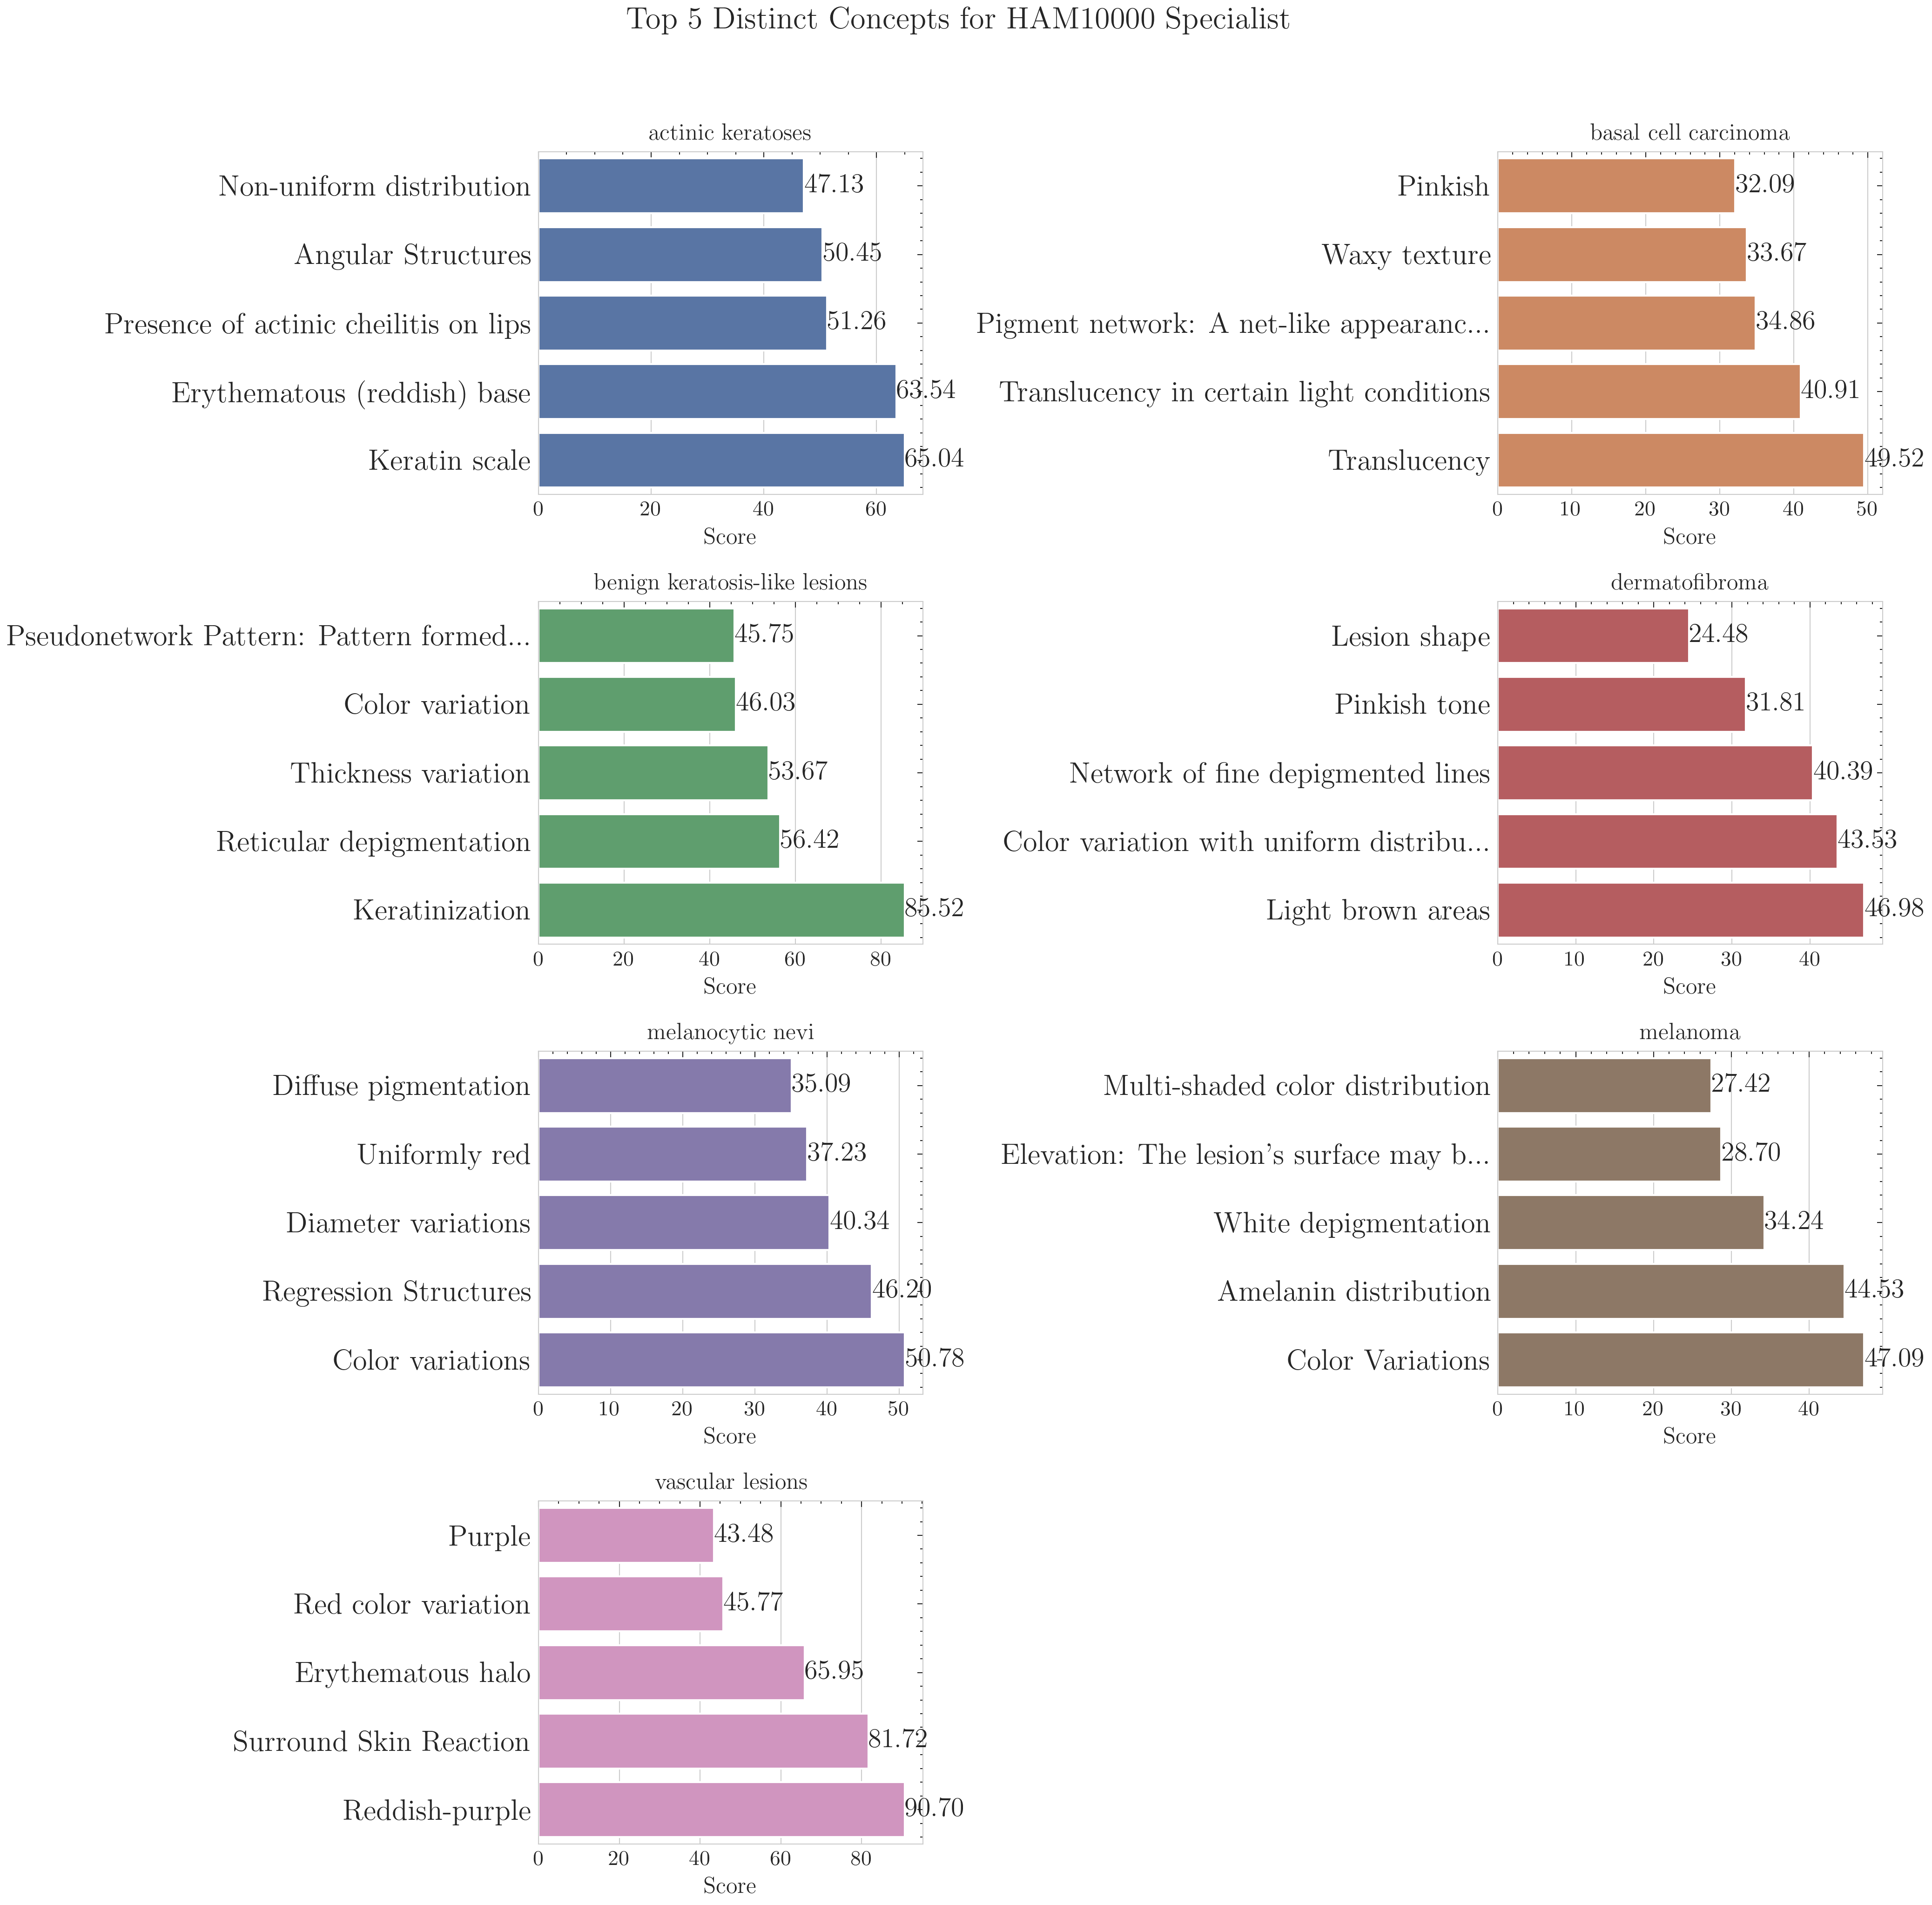 Top 5 Distinct Concepts for HAM10000 Specialist
actinic keratoses
Non-uniform distribution 47.13
Angular Structures 50.45
Presence of actinic cheilitis on lips 51.26
Erythematous (reddish) base 63.54
Keratin scale 65.04
0 20 40 60
Score
basal cell carcinoma
Pinkish 32.09
Waxy texture 33.67
Pigment network: A net-like appearanc... 34.86
Translucency in certain light conditions 40.91
Translucency 49.52
0 10 20 30 40 50
Score
benign keratosis-like lesions
Pseudonetwork Pattern: Pattern formed... 45.75
Color variation 46.03
Thickness variation 53.67
Reticular depigmentation 56.42
Keratinization 85.52
0 20 40 60 80
Score
dermatofibroma
Lesion shape 24.48
Pinkish tone 31.81
Network of fine depigmented lines 40.39
Color variation with uniform distribu... 43.53
Light brown areas 46.98
0 10 20 30 40
Score
melanocytic nevi
Diffuse pigmentation 35.09
Uniformly red 37.23
Diameter variations 40.34
Regression Structures 46.20
Color variations 50.78
0 10 20 30 40 50
Score
melanoma
Multi-shaded color distribution 27.42
Elevation: The lesion's surface may b... 28.70
White depigmentation 34.24
Amelanin distribution 44.53
Color Variations 47.09
0 10 20 30 40
Score
vascular lesions
Purple 43.48
Red color variation 45.77
Erythematous halo 65.95
Surround Skin Reaction 81.72
Reddish-purple 90.70
0 20 40 60 80
Score